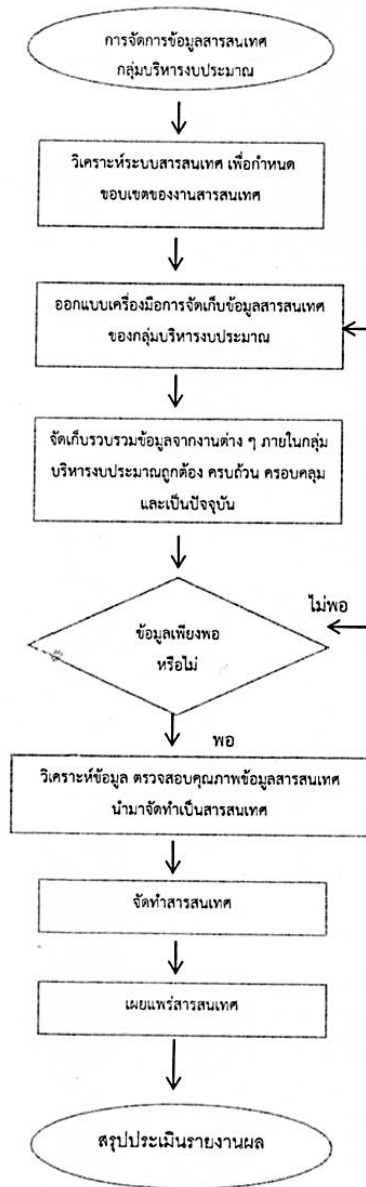 การจัดการข้อมูลสารสนเทศ
กลุ่มบริหารงบประมาณ
วิเคราะห์ระบบสารสนเทศ เพื่อกำหนด
ขอบเขตของงานสารสนเทศ
ออกแบบเครื่องมือการจัดเก็บข้อมูลสารสนเทศ
ของกลุ่มบริหารงบประมาณ
จัดเก็บรวบรวมข้อมูลจากงานต่าง ๆ ภายในกลุ่ม
บริหารงบประมาณถูกต้อง ครบถ้วน ครอบคลุม
และเป็นปัจจุบัน
ข้อมูลเพียงพอ
หรือไม่
ไม่พอ
พอ
วิเคราะห์ข้อมูล ตรวจสอบคุณภาพข้อมูลสารสนเทศ
นำมาจัดทำเป็นสารสนเทศ
จัดทำสารสนเทศ
เผยแพร่สารสนเทศ
สรุปประเมินรายงานผล